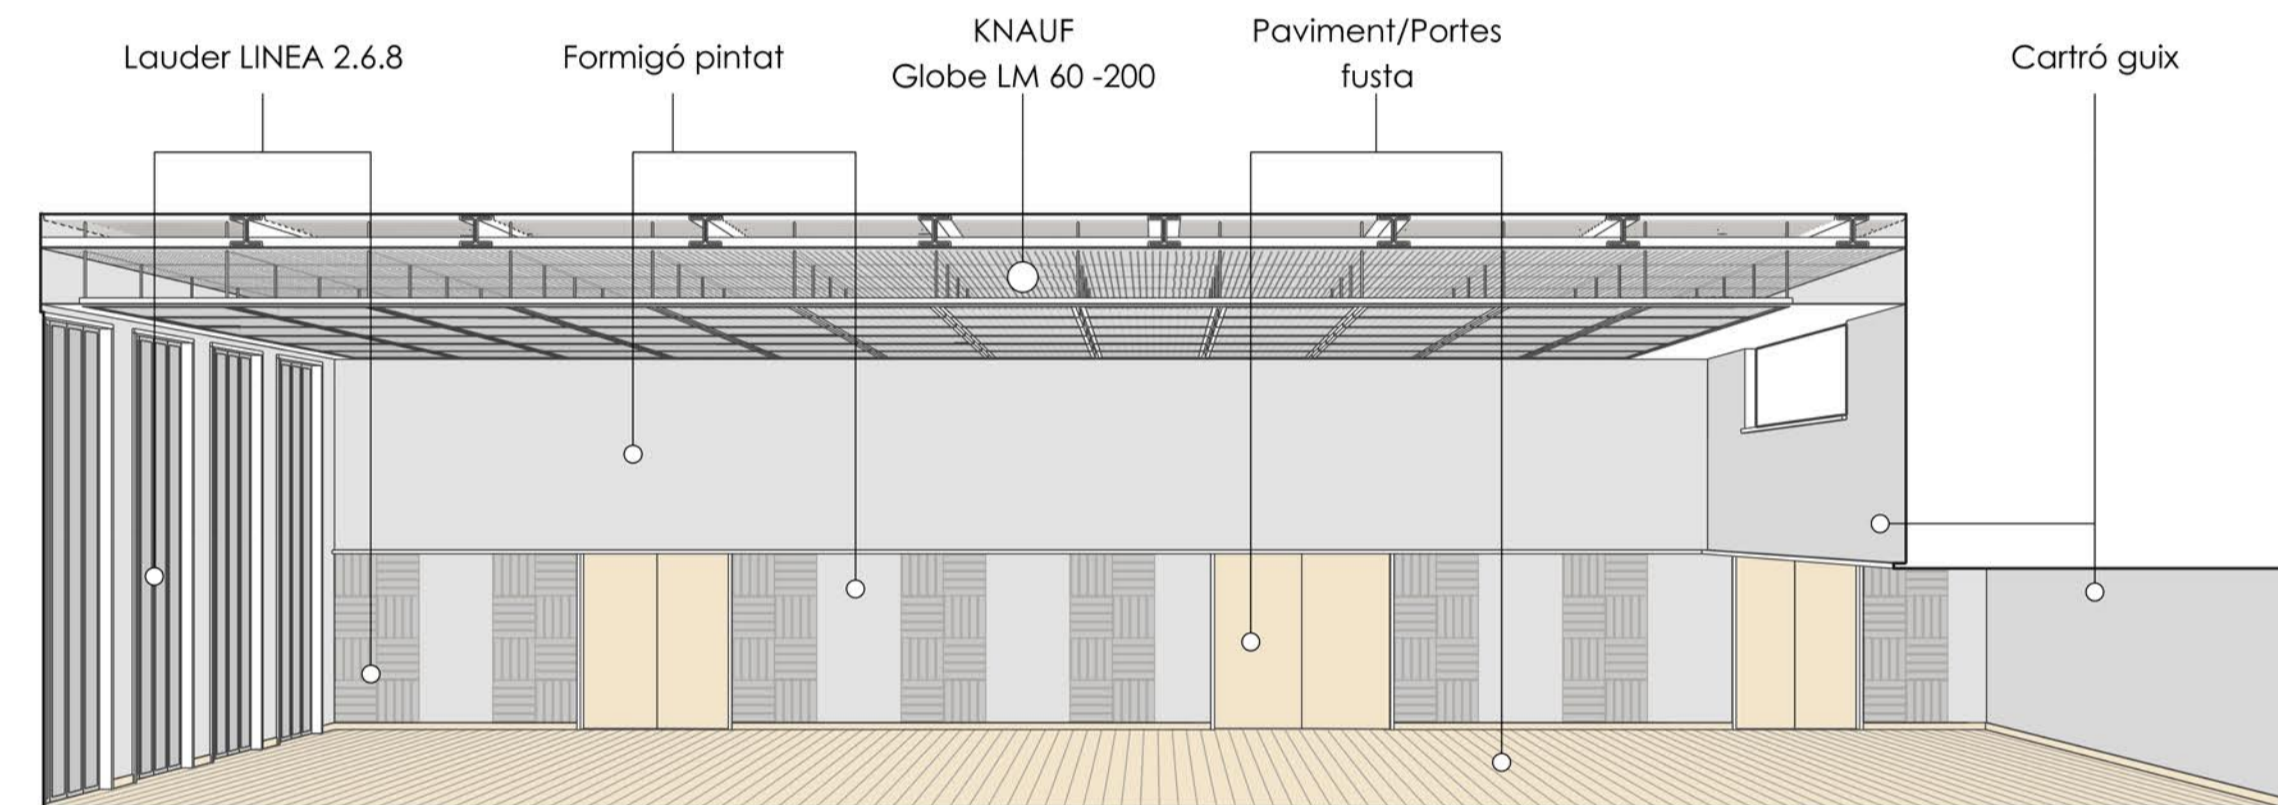 Lauder LINEA 2.6.8
Formigó pintat
KNAUF
Globe LM 60 -200
Paviment/Portes
fusta
Cartró guix